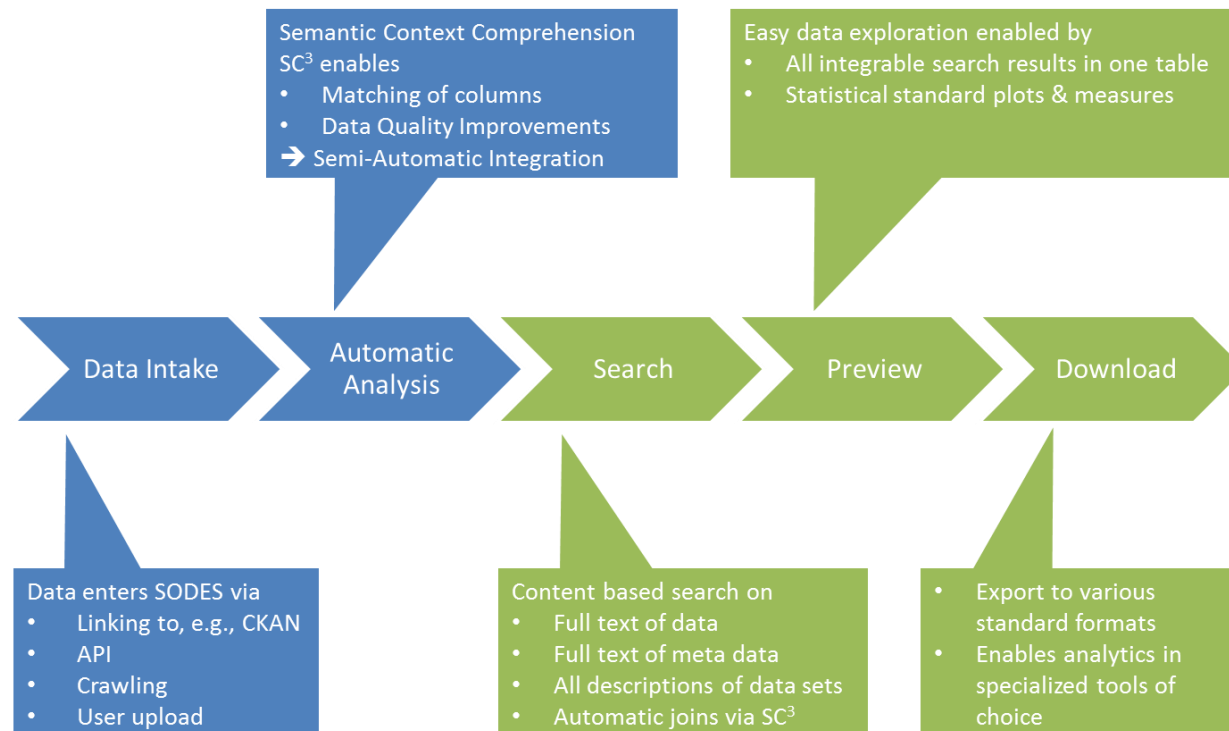 Semantic Context Comprehension
SC³ enables
• Matching of columns
• Data Quality Improvements
➔ Semi-Automatic Integration
Easy data exploration enabled by
• All integrable search results in one table
• Statistical standard plots & measures
Data Intake
Automatic
Analysis
Search
Preview
Download
Data enters SODES via
• Linking to, e.g., CKAN
• API
• Crawling
• User upload
Content based search on
• Full text of data
• Full text of meta data
• All descriptions of data sets
• Automatic joins via SC³
• Export to various
standard formats
• Enables analytics in
specialized tools of
choice